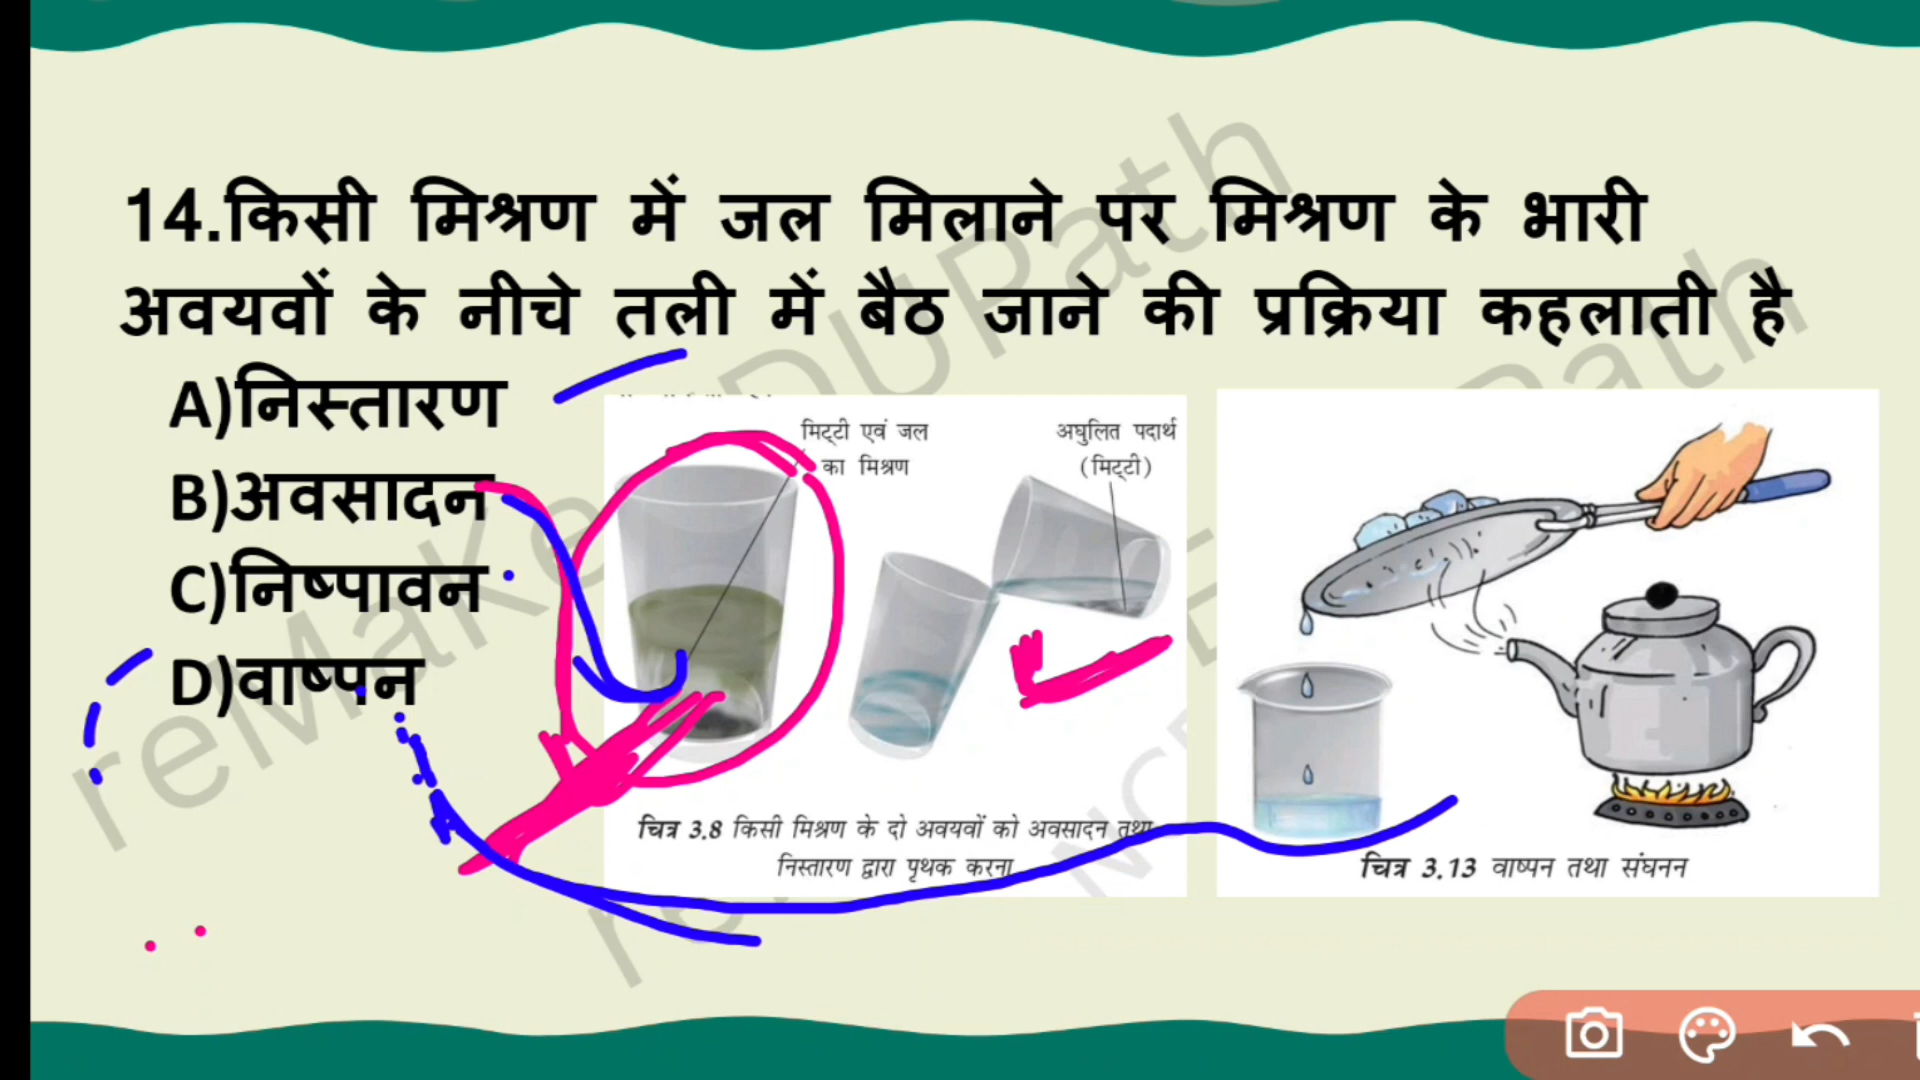 14.किसी मिश्रण में जल मिलाने पर मिश्रण के भारी
अवयवों के नीचे तली में बैठ जाने की प्रक्रिया कहलाती है
A)निस्तारण
B)अवसादन
C)निष्पावन
D)वाष्पन
मिट्टी एवं जल
का मिश्रण
अघुलित पदार्थ
(मिट्टी)
चित्र 3.8 किसी मिश्रण के दो अवयवों को अवसादन तथा
निस्तारण द्वारा पृथक करना
चित्र 3.13 वाष्पन तथा संघनन